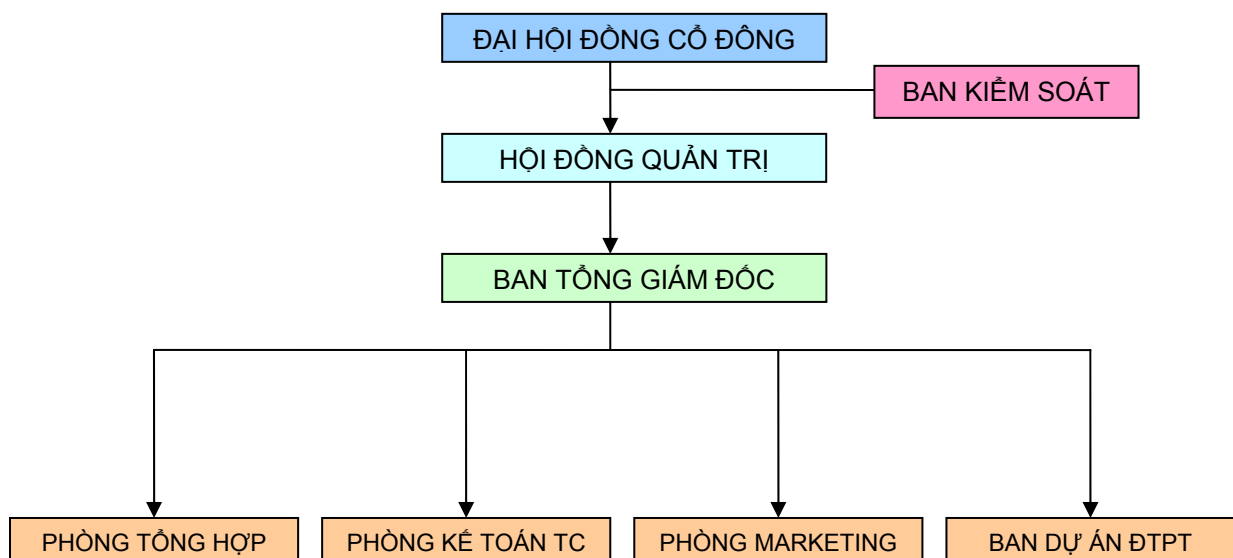 ĐẠI HỘI ĐỒNG CỔ ĐÔNG
BAN KIỂM SOÁT
HỘI ĐỒNG QUẢN TRỊ
BAN TỔNG GIÁM ĐỐC
PHÒNG TỔNG HỢP
PHÒNG KẾ TOÁN TC
PHÒNG MARKETING
BAN DỰ ÁN ĐTPT